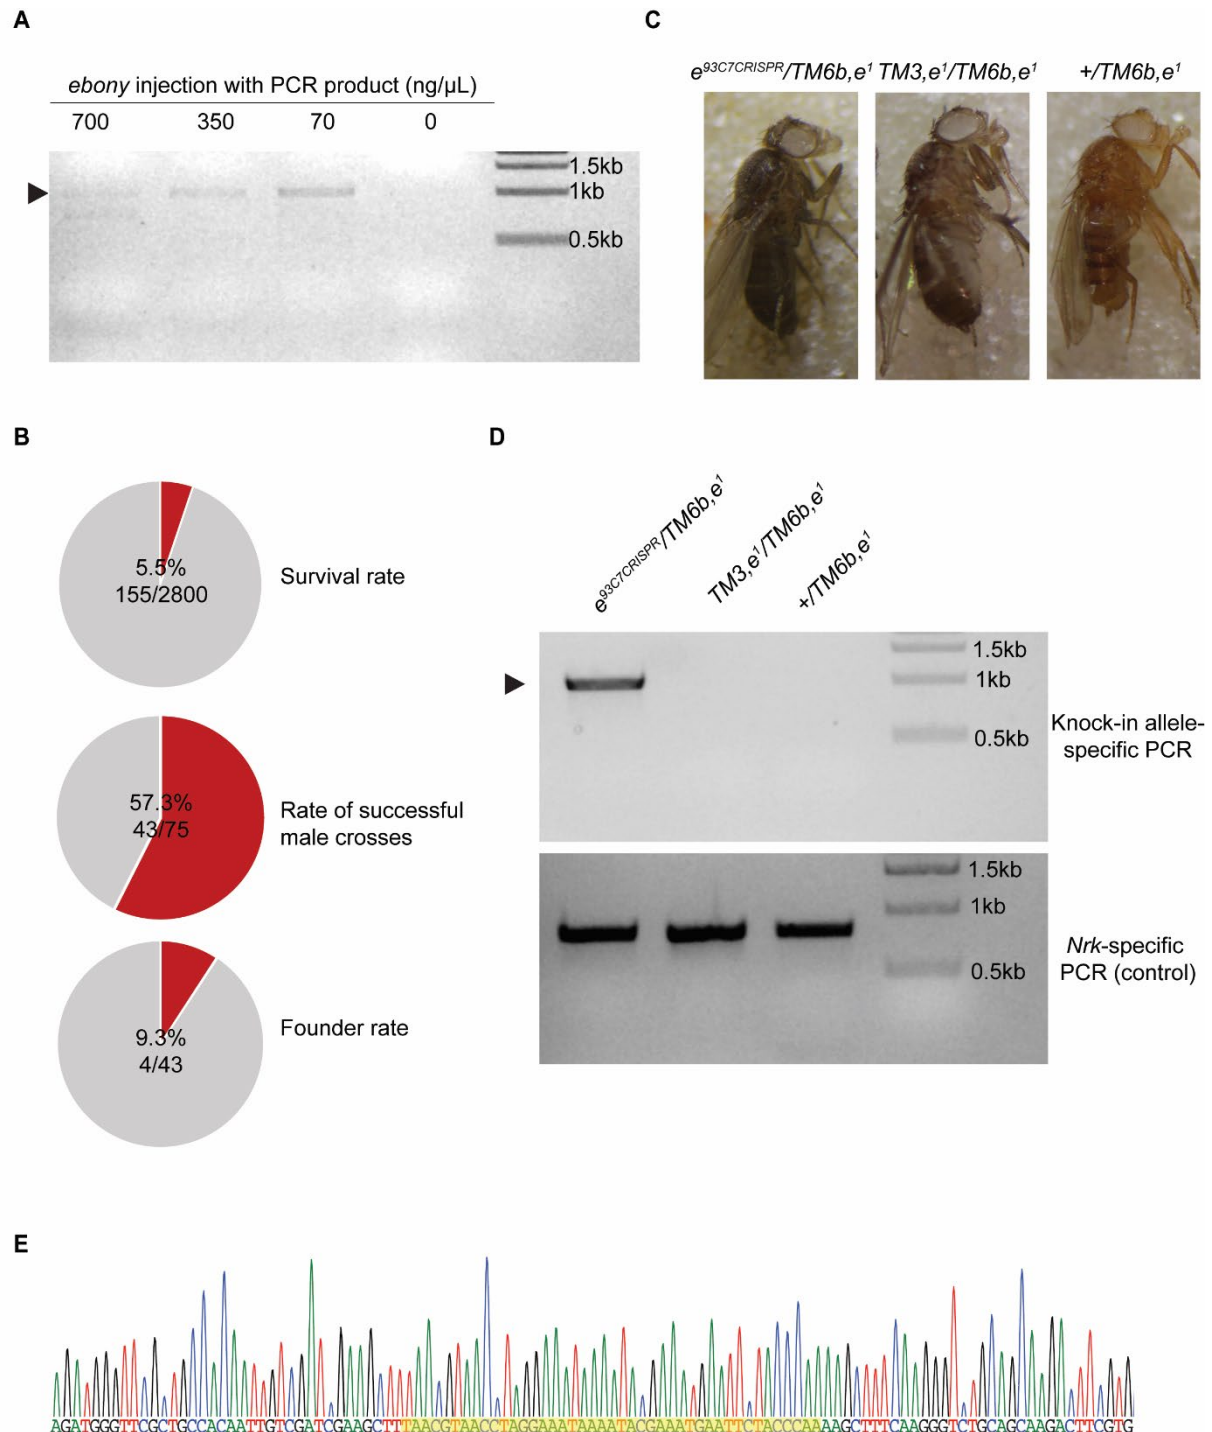 A
ebony injection with PCR product (ng/µL)
700 350 70 0
1.5kb
1kb
0.5kb
B
5.5%
155/2800
Survival rate
57.3%
43/75
Rate of successful
male crosses
9.3%
4/43
Founder rate
C
e93C7CRISPR/TM6b,e1 TM3,e1/TM6b,e1 +/TM6b,e1
D
e93C7CRISPR/TM6b,e1
TM3,e1/TM6b,e1
+/TM6b,e1
1.5kb
1kb
0.5kb
Knock-in allele-
specific PCR
1.5kb
1kb
0.5kb
Nrk-specific
PCR (control)
E
AGATGGGTTCGCTGCCACAATTGTCGATCGAAGCTTTAACGTAACCTAGGAAATAAAATACGAAATGAATTCTACCCAAAAGCTTTCAAGGGTCTGCAGCAAGACTTCGTG